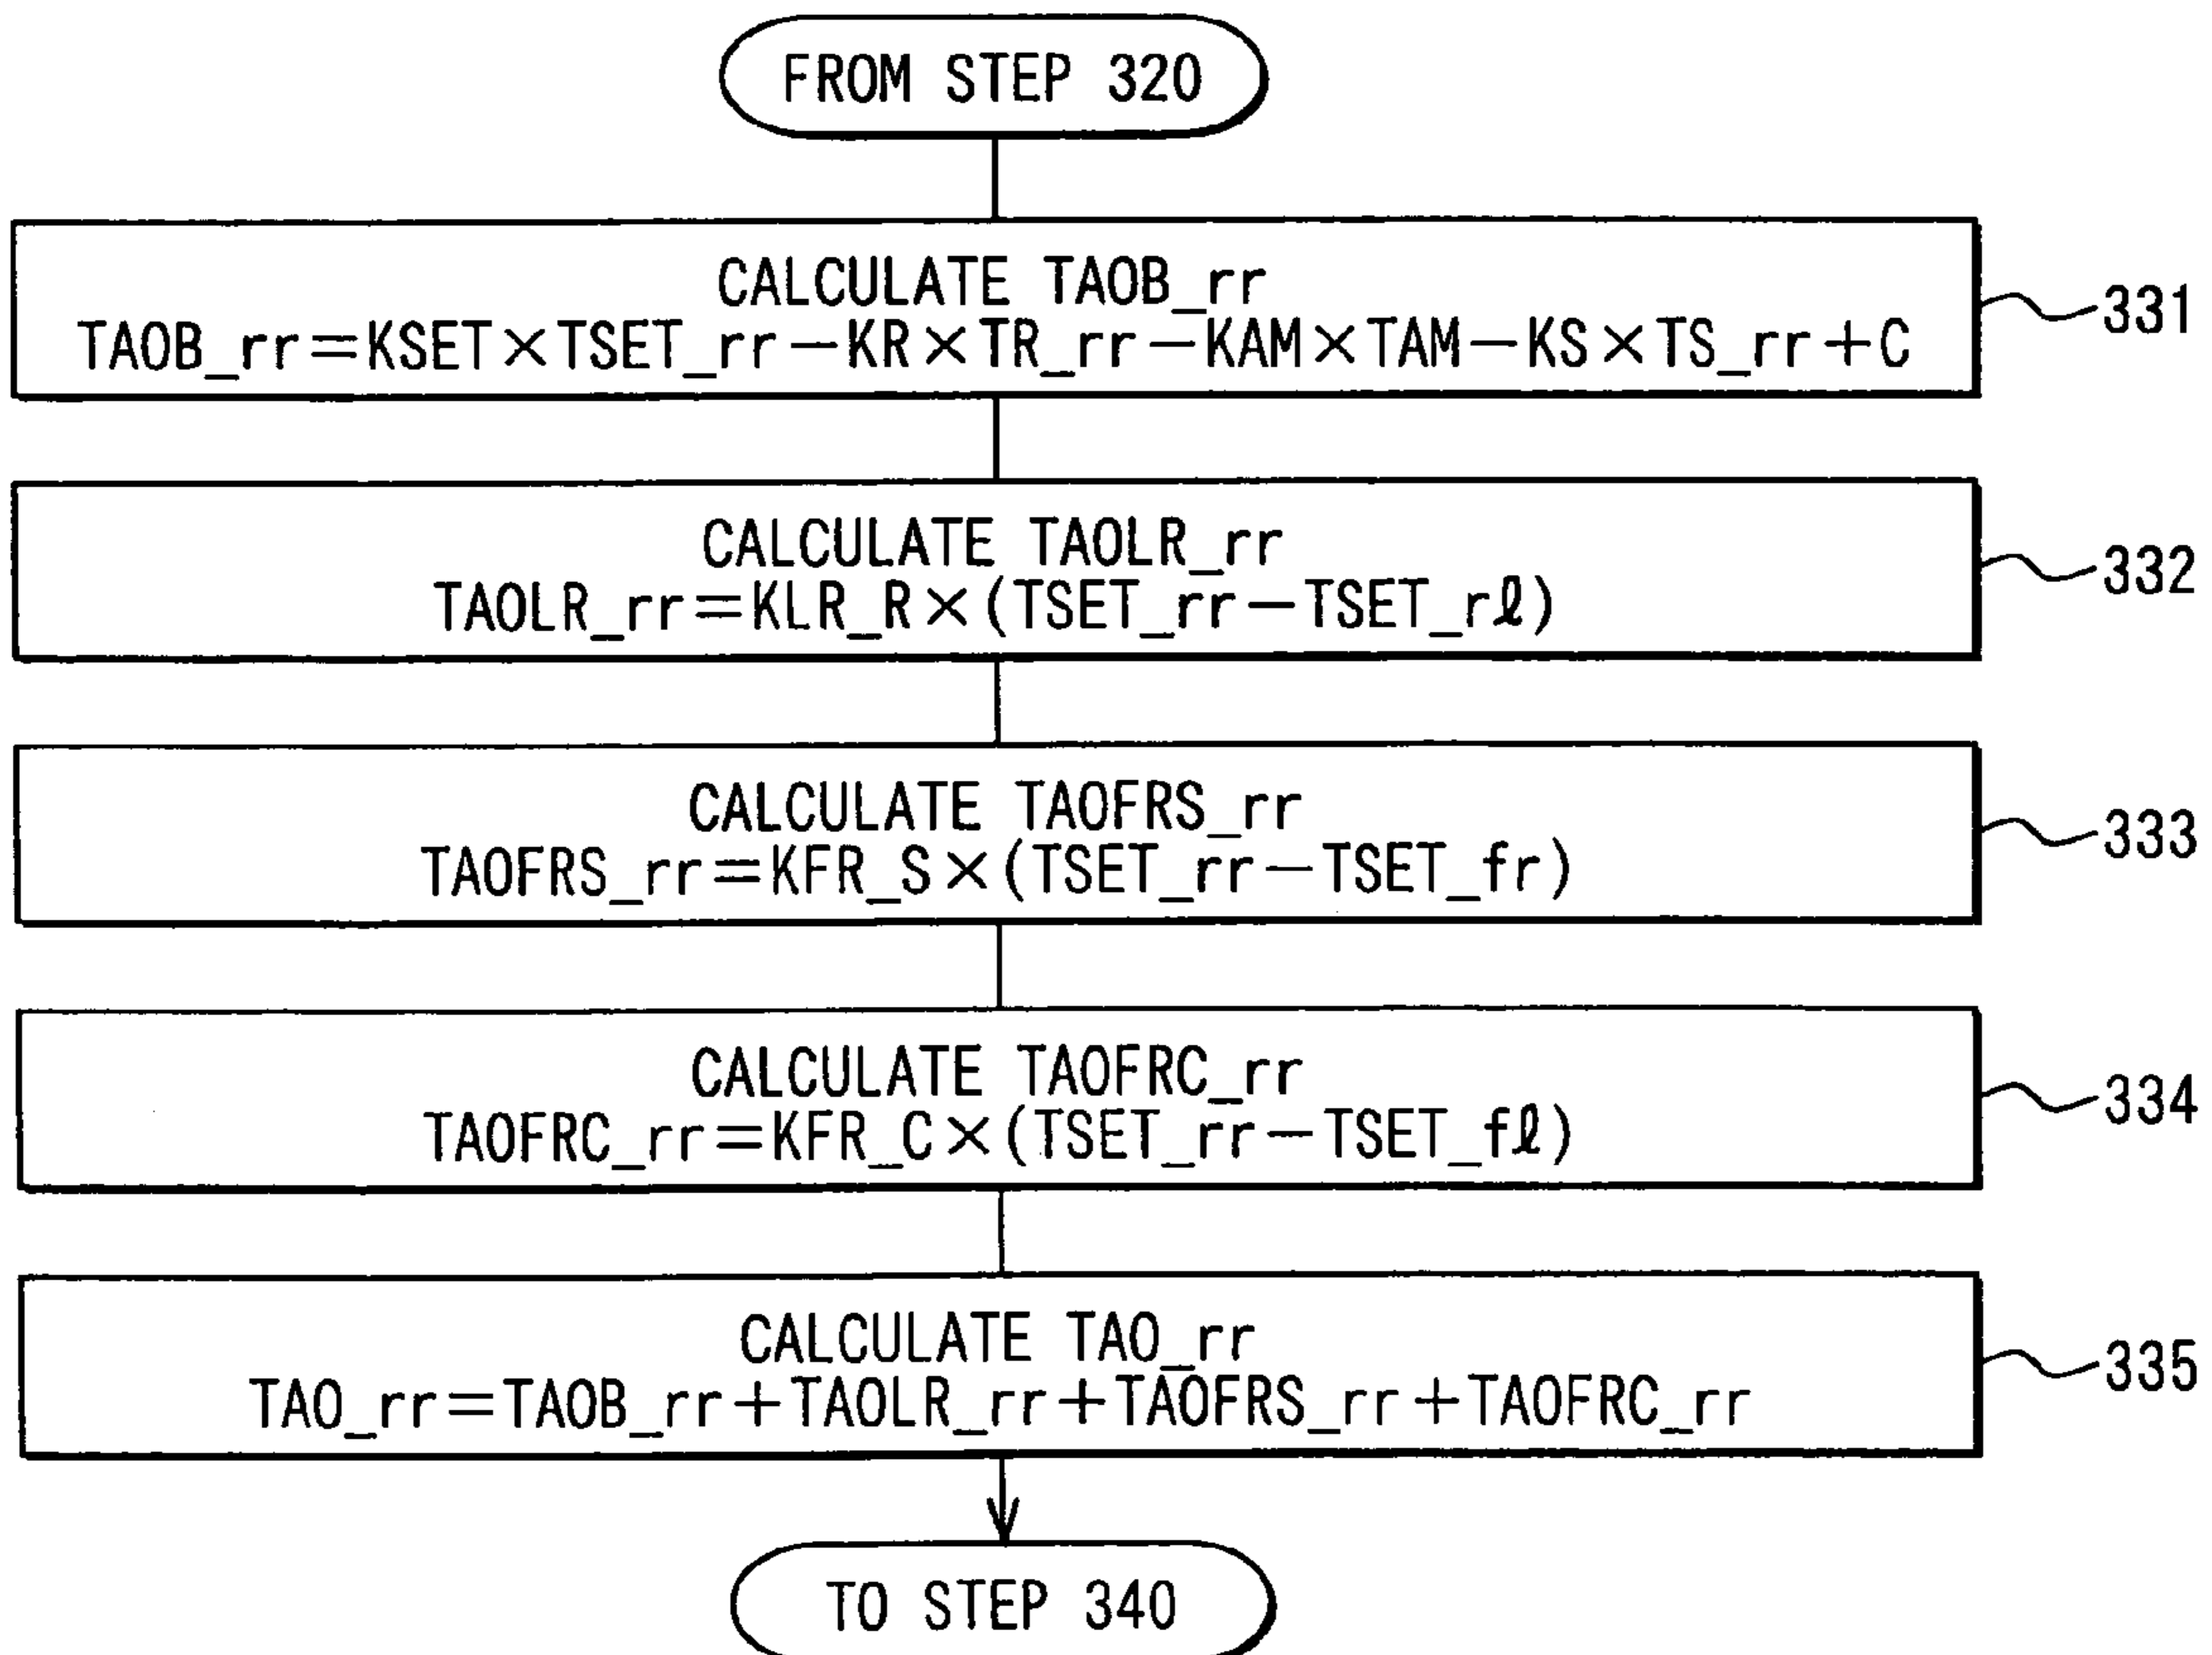 FROM STEP 320
CALCULATE TAOB_rr
TAOB_rr=KSET×TSET_rr−KR×TR_rr−KAM×TAM−KS×TS_rr+C
331
CALCULATE TAOLR_rr
TAOLR_rr=KLR_R×(TSET_rr−TSET_rℓ)
332
CALCULATE TAOFRS_rr
TAOFRS_rr=KFR_S×(TSET_rr−TSET_fr)
333
CALCULATE TAOFRC_rr
TAOFRC_rr=KFR_C×(TSET_rr−TSET_fℓ)
334
CALCULATE TAO_rr
TAO_rr=TAOB_rr+TAOLR_rr+TAOFRS_rr+TAOFRC_rr
335
TO STEP 340